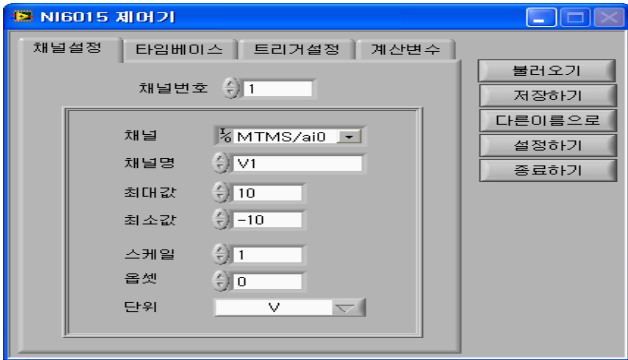 NI6015 제어기
채널설정 타임베이스 트리거설정 계산변수
채널번호 1
채널 MTMS/ai0
채널명 V1
최대값 10
최소값 -10
스케일 1
옵셋 0
단위 V
불러오기
저장하기
다른이름으로
설정하기
종료하기